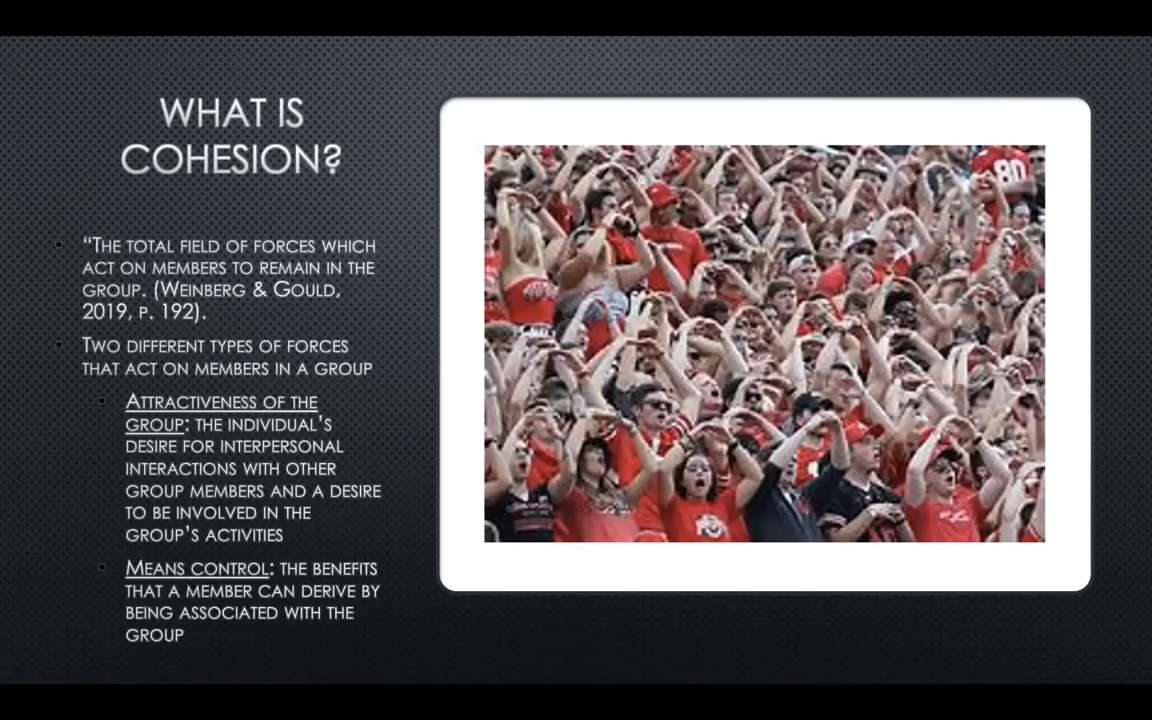 WHAT IS
COHESION?
“THE TOTAL FIELD OF FORCES WHICH
ACT ON MEMBERS TO REMAIN IN THE
GROUP. (WEINBERG & GOULD,
2019, P. 192).
TWO DIFFERENT TYPES OF FORCES
THAT ACT ON MEMBERS IN A GROUP
ATTRACTIVENESS OF THE
GROUP: THE INDIVIDUAL’S
DESIRE FOR INTERPERSONAL
INTERACTIONS WITH OTHER
GROUP MEMBERS AND A DESIRE
TO BE INVOLVED IN THE
GROUP’S ACTIVITIES
MEANS CONTROL: THE BENEFITS
THAT A MEMBER CAN DERIVE BY
BEING ASSOCIATED WITH THE
GROUP
80